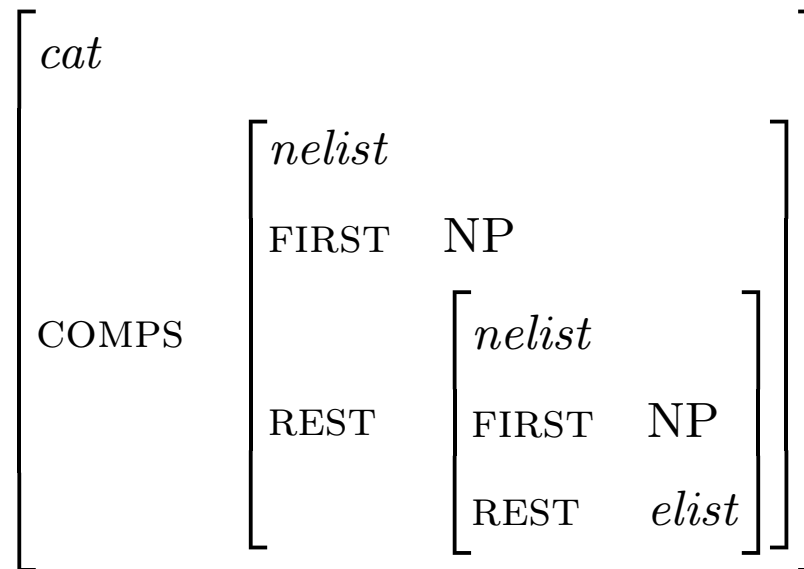 cat
nelist
FIRST NP
COMPS
nelist
REST
FIRST NP
REST elist